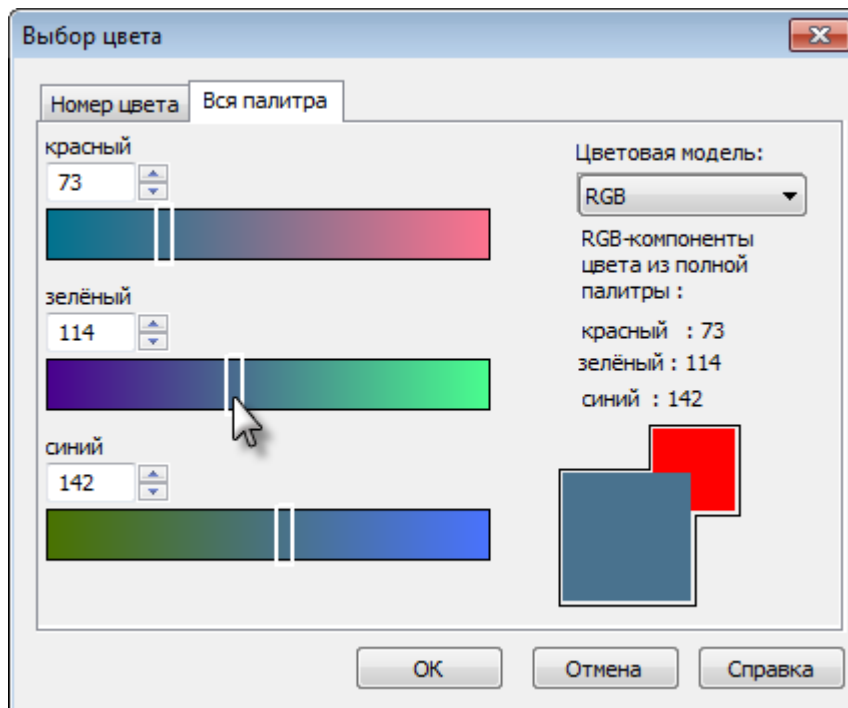 Выбор цвета
Номер цвета
Вся палитра
красный
73
зелёный
114
синий
142
Цветовая модель:
RGB
RGB-компоненты
цвета из полной
палитры :
красный : 73
зелёный : 114
синий : 142
OK
Отмена
Справка